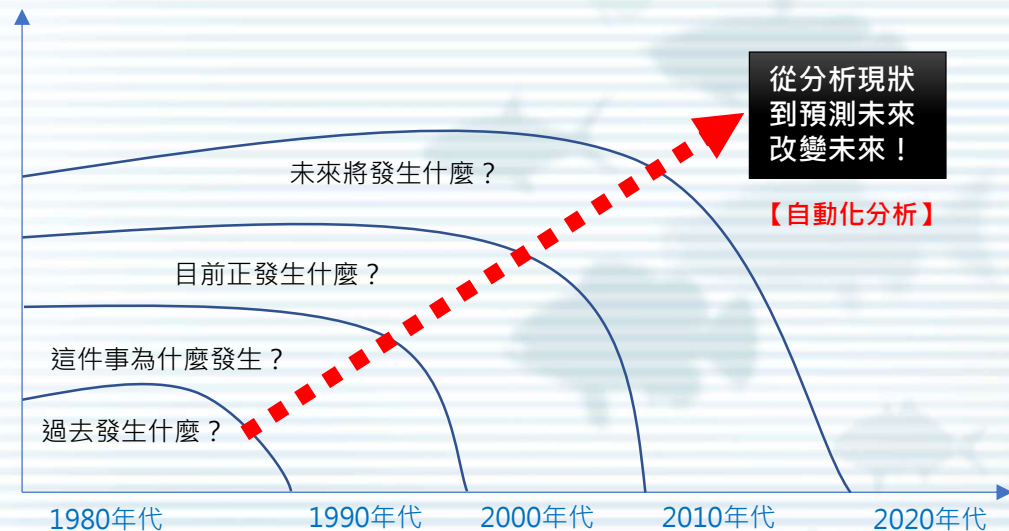 從分析現狀
到預測未來
改變未來！
【自動化分析】
未來將發生什麼？
目前正發生什麼？
這件事為什麼發生？
過去發生什麼？
1980年代
1990年代
2000年代
2010年代
2020年代